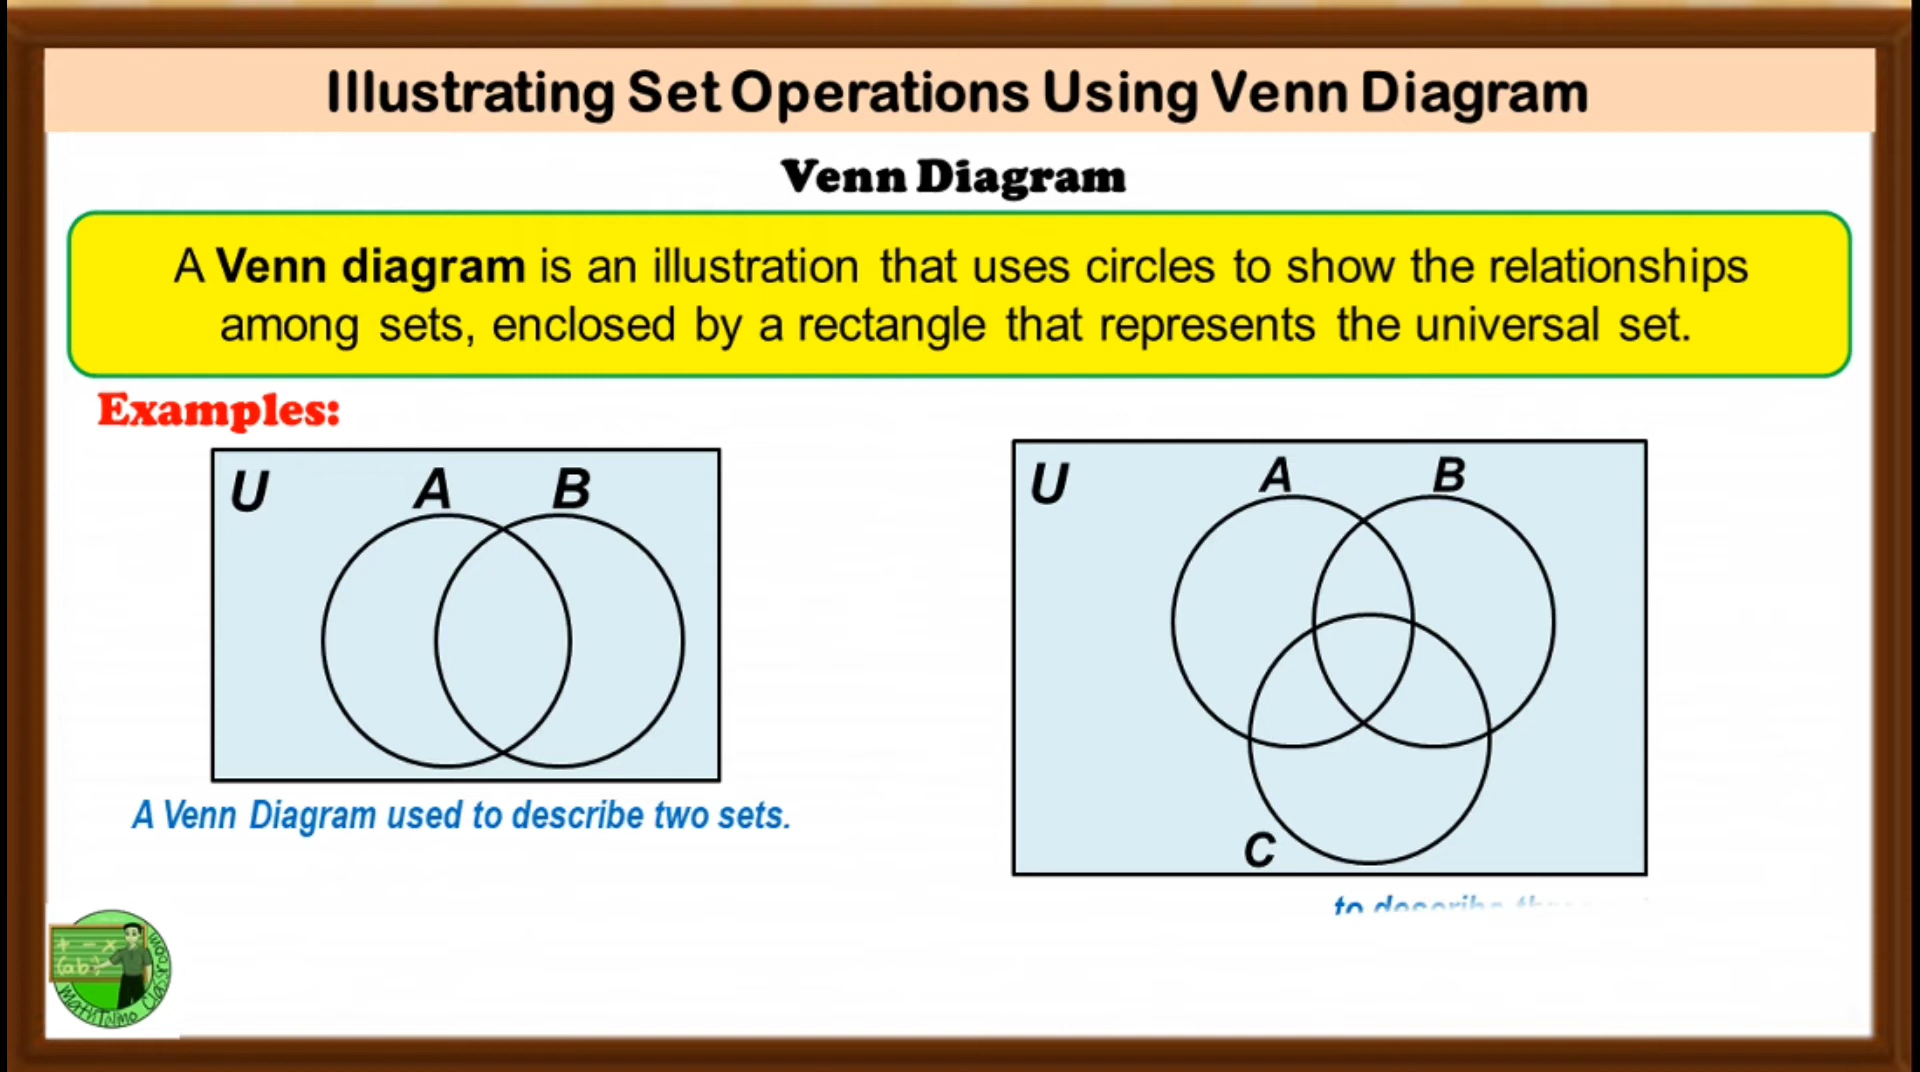 Illustrating Set Operations Using Venn Diagram
Venn Diagram
A Venn diagram is an illustration that uses circles to show the relationships
among sets, enclosed by a rectangle that represents the universal set.
Examples:
U A B
A Venn Diagram used to describe two sets.
U A B
C
to describe
+ - x
(ab)